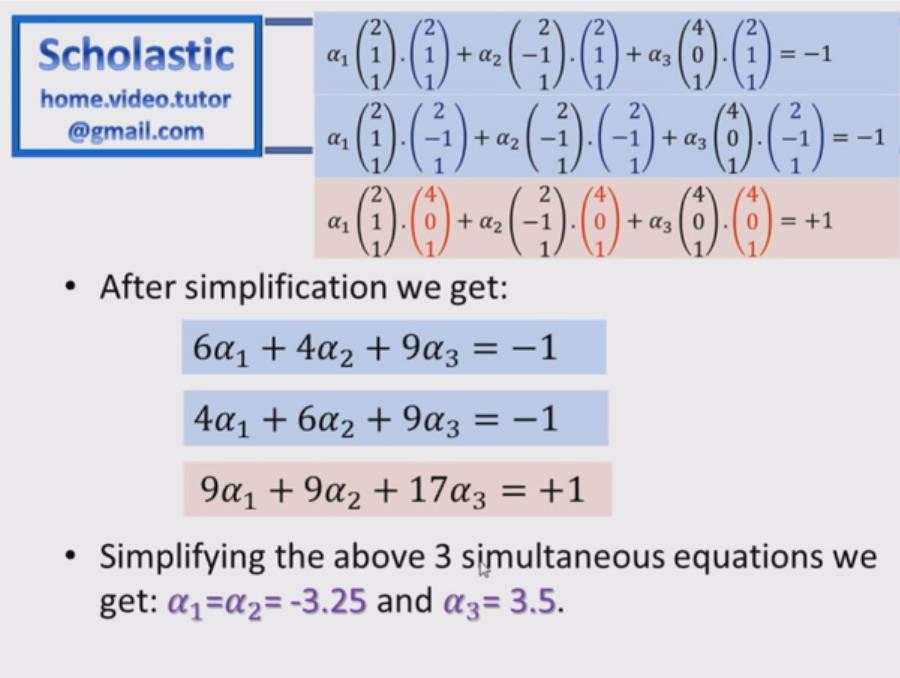 Scholastic
home.video.tutor
@gmail.com
α₁ (2 1 1) . (2 1 1) + α₂ (2 −1 1) . (2 1 1) + α₃ (4 0 1) . (2 1 1) = −1
α₁ (2 1 1) . (2 −1 1) + α₂ (2 −1 1) . (2 −1 1) + α₃ (4 0 1) . (2 −1 1) = −1
α₁ (2 1 1) . (4 0 1) + α₂ (2 −1 1) . (4 0 1) + α₃ (4 0 1) . (4 0 1) = +1
• After simplification we get:
6α₁ + 4α₂ + 9α₃ = −1
4α₁ + 6α₂ + 9α₃ = −1
9α₁ + 9α₂ + 17α₃ = +1
• Simplifying the above 3 simultaneous equations we
get: α₁=α₂= -3.25 and α₃= 3.5.